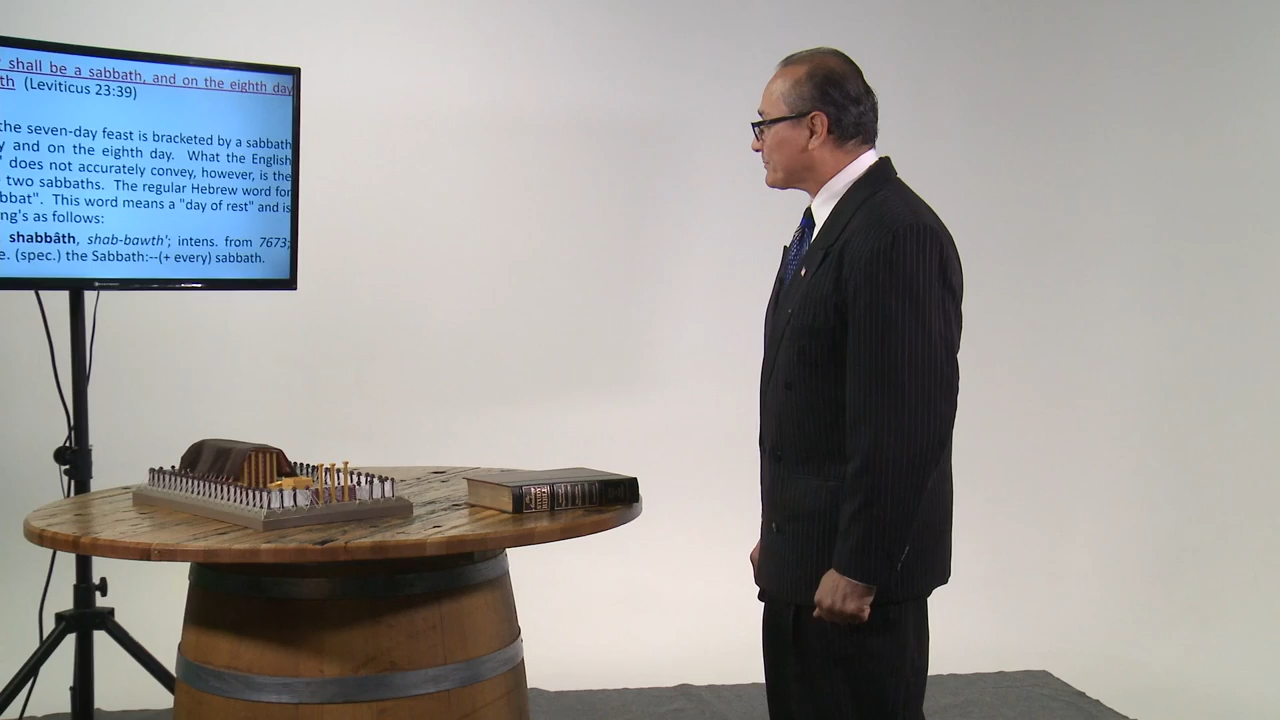 shall be a sabbath, and on the eighth day
th (Leviticus 23:39)
the seven-day feast is bracketed by a sabbath
y and on the eighth day. What the English
" does not accurately convey, however, is the
two sabbaths. The regular Hebrew word for
bbat". This word means a "day of rest" and is
ng's as follows:
shabbâth, shab-bawth'; intens. from 7673;
e. (spec.) the Sabbath:--(+ every) sabbath.
STUDY
BIBLE